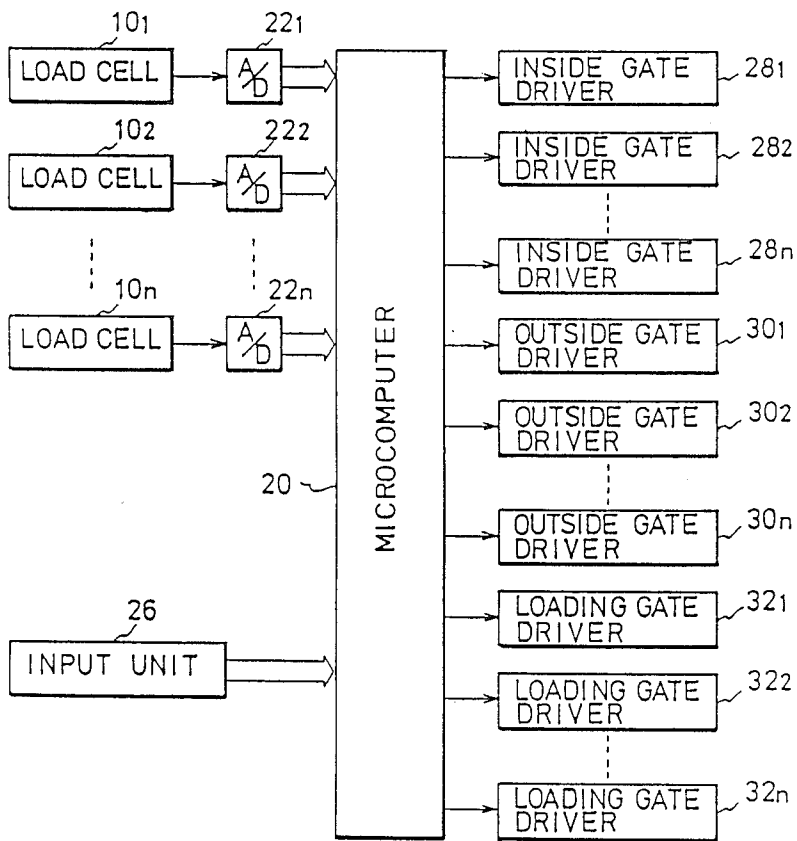 10₁
22₁
LOAD CELL
A/D
10₂
22₂
LOAD CELL
A/D
10n
22n
LOAD CELL
A/D
20
MICROCOMPUTER
26
INPUT UNIT
INSIDE GATE
DRIVER
28₁
INSIDE GATE
DRIVER
28₂
INSIDE GATE
DRIVER
28n
OUTSIDE GATE
DRIVER
30₁
OUTSIDE GATE
DRIVER
30₂
OUTSIDE GATE
DRIVER
30n
LOADING GATE
DRIVER
32₁
LOADING GATE
DRIVER
32₂
LOADING GATE
DRIVER
32n